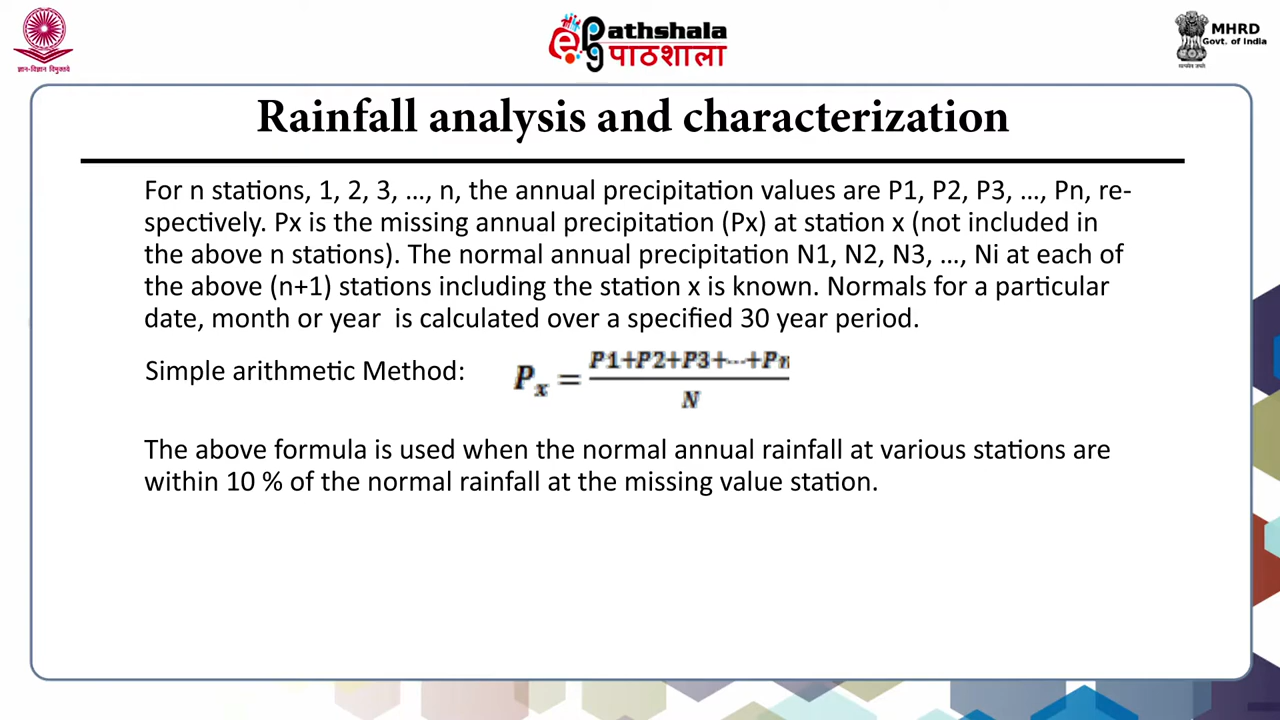 ज्ञान-विज्ञान विमुक्तये
ePg Pathshala
पाठशाला
MHRD
Govt. of India
Rainfall analysis and characterization
For n stations, 1, 2, 3, ..., n, the annual precipitation values are P1, P2, P3, ..., Pn, re-
spectively. Px is the missing annual precipitation (Px) at station x (not included in
the above n stations). The normal annual precipitation N1, N2, N3, ..., Ni at each of
the above (n+1) stations including the station x is known. Normals for a particular
date, month or year is calculated over a specified 30 year period.
Simple arithmetic Method: Px = (P1+P2+P3+...+Pn)/N
The above formula is used when the normal annual rainfall at various stations are
within 10 % of the normal rainfall at the missing value station.